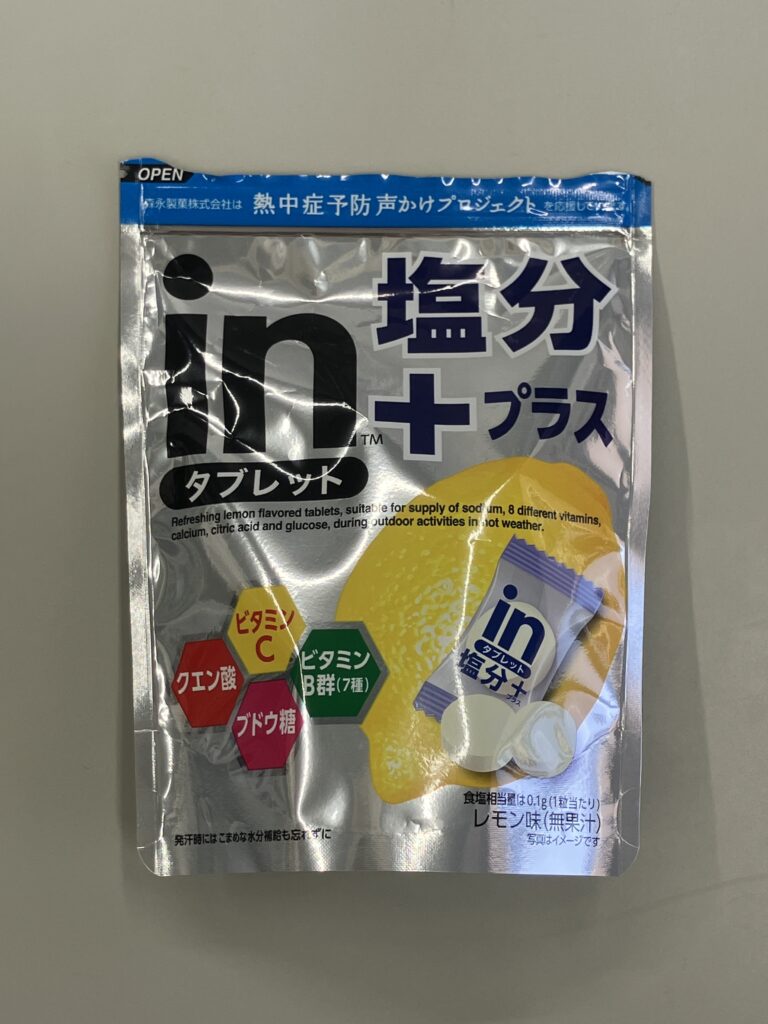 OPEN
森永製菓株式会社は 熱中症予防声かけプロジェクト を応援しています。
in
TM
タブレット
塩分
+プラス
Refreshing lemon flavored tablets, suitable for supply of sodium, 8 different vitamins,
calcium, citric acid and glucose, during outdoor activities in hot weather.
ビタミン
C
クエン酸
ビタミン
B群(7種)
ブドウ糖
in
タブレット
塩分+
プラス
食塩相当量は0.1g(1粒当たり)
レモン味(無果汁)
写真はイメージです
発汗時にはこまめな水分補給も忘れずに